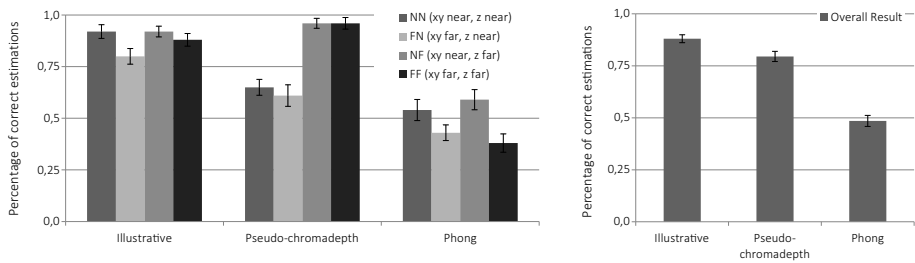 Percentage of correct estimations
1,0
0,75
0,5
0,25
0,0
NN (xy near, z near)
FN (xy far, z near)
NF (xy near, z far)
FF (xy far, z far)
Illustrative
Pseudo-chromadepth
Phong
Percentage of correct estimations
1,0
0,75
0,5
0,25
0,0
Overall Result
Illustrative
Pseudo-
chromadepth
Phong